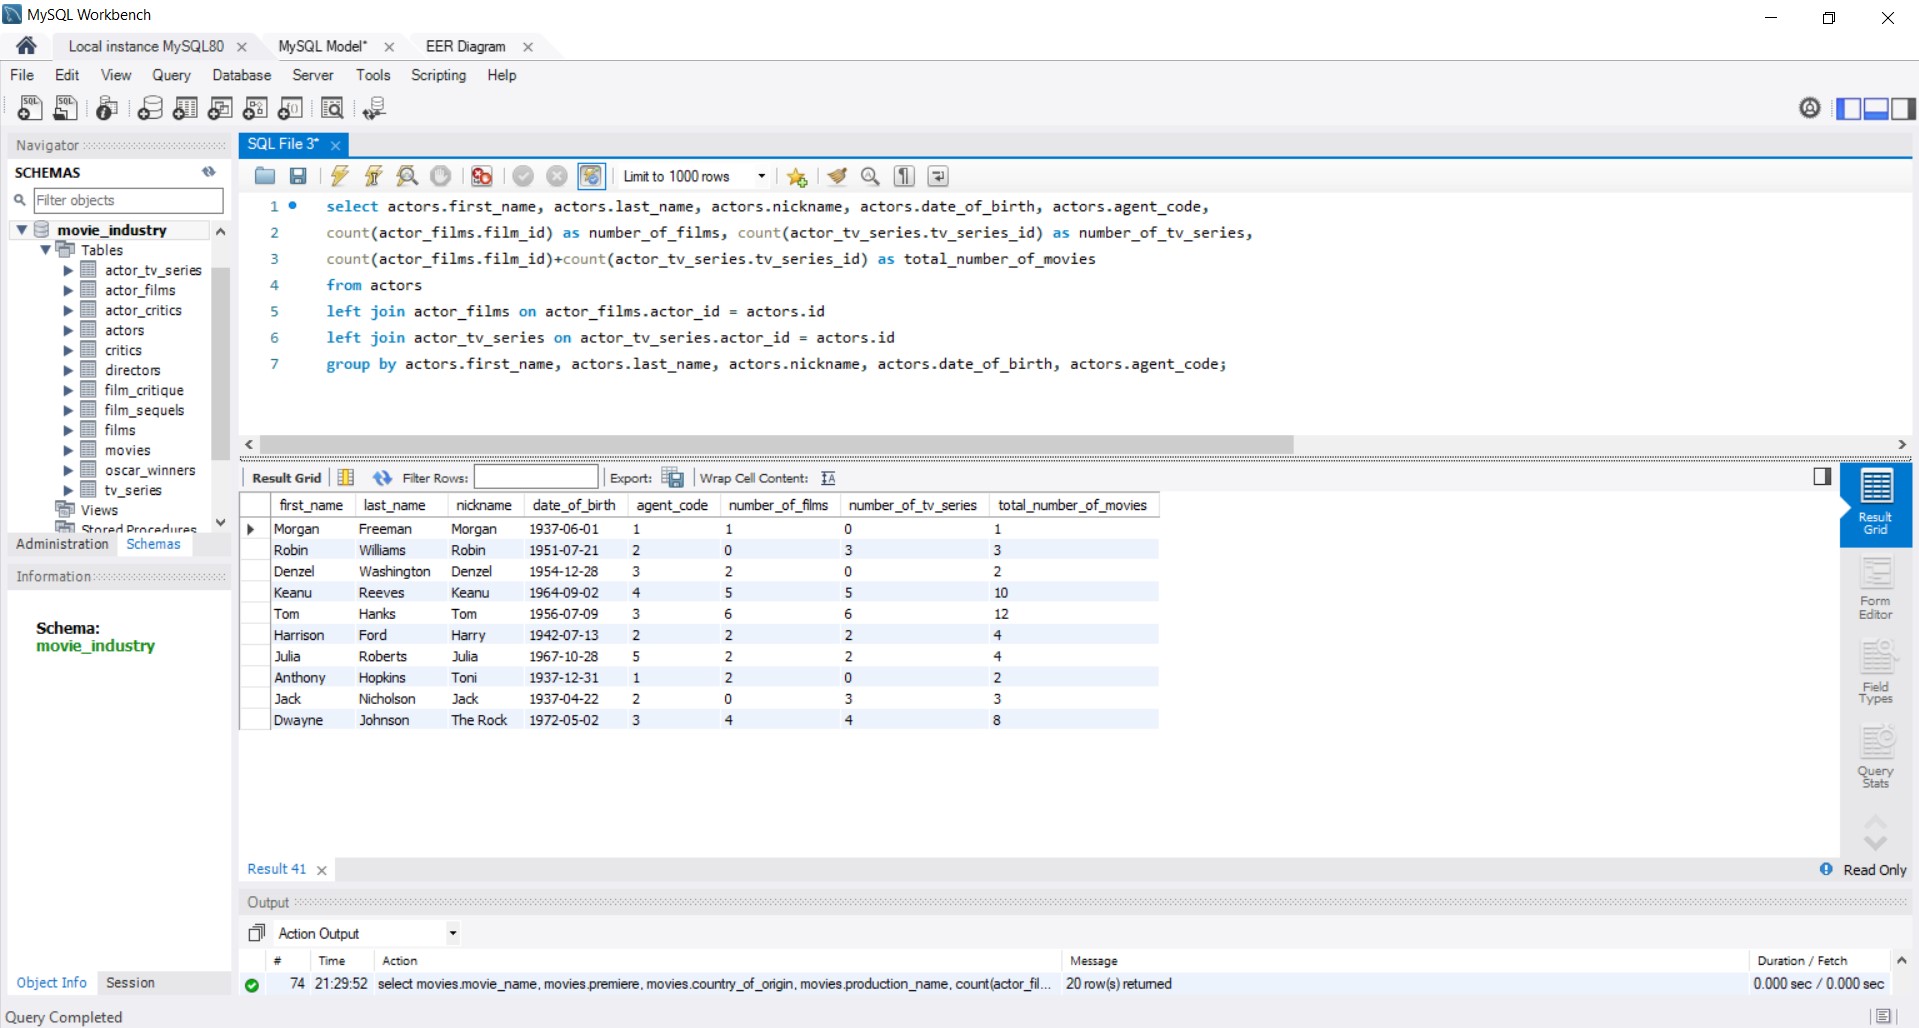 MySQL Workbench
Local instance MySQL80 MySQL Model* EER Diagram
File Edit View Query Database Server Tools Scripting Help
Navigator
SCHEMAS
Filter objects
movie_industry
Tables
actor_tv_series
actor_films
actor_critics
actors
critics
directors
film_critique
film_sequels
films
movies
oscar_winners
tv_series
Views
Stored Procedures
Administration Schemas
Information
Schema:
movie_industry
Object Info Session
SQL File 3*
Limit to 1000 rows
1 select actors.first_name, actors.last_name, actors.nickname, actors.date_of_birth, actors.agent_code,
2 count(actor_films.film_id) as number_of_films, count(actor_tv_series.tv_series_id) as number_of_tv_series,
3 count(actor_films.film_id)+count(actor_tv_series.tv_series_id) as total_number_of_movies
4 from actors
5 left join actor_films on actor_films.actor_id = actors.id
6 left join actor_tv_series on actor_tv_series.actor_id = actors.id
7 group by actors.first_name, actors.last_name, actors.nickname, actors.date_of_birth, actors.agent_code;
Result Grid Filter Rows: Export: Wrap Cell Content:
first_name last_name nickname date_of_birth agent_code number_of_films number_of_tv_series total_number_of_movies
Morgan Freeman Morgan 1937-06-01 1 1 0 1
Robin Williams Robin 1951-07-21 2 0 3 3
Denzel Washington Denzel 1954-12-28 3 2 0 2
Keanu Reeves Keanu 1964-09-02 4 5 5 10
Tom Hanks Tom 1956-07-09 3 6 6 12
Harrison Ford Harry 1942-07-13 2 2 2 4
Julia Roberts Julia 1967-10-28 5 2 2 4
Anthony Hopkins Toni 1937-12-31 1 2 0 2
Jack Nicholson Jack 1937-04-22 2 0 3 3
Dwayne Johnson The Rock 1972-05-02 3 4 4 8
Result
Grid
Form
Editor
Field
Types
Query
Stats
Result 41
Read Only
Output
Action Output
# Time Action Message Duration / Fetch
74 21:29:52 select movies.movie_name, movies.premiere, movies.country_of_origin, movies.production_name, count(actor_fil... 20 row(s) returned 0.000 sec / 0.000 sec
Query Completed